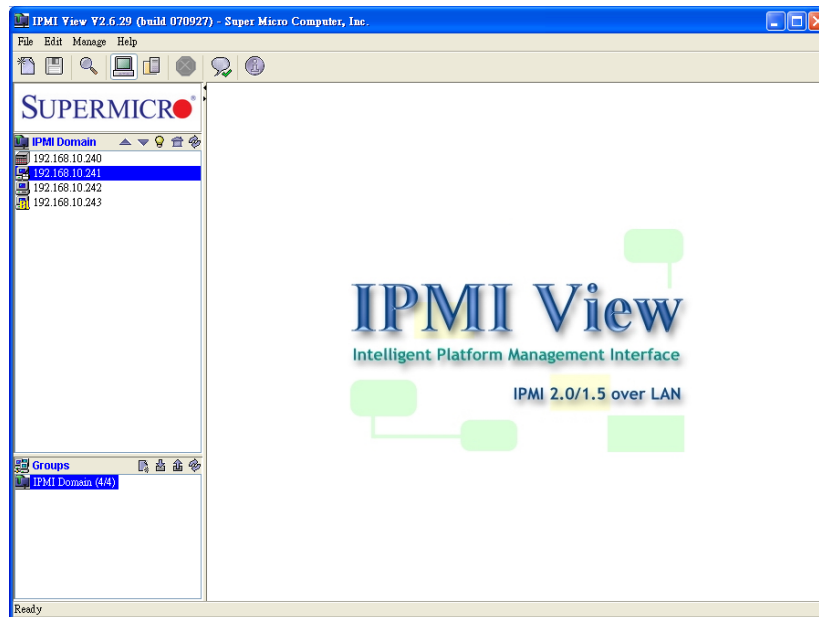 IPMI View V2.6.29 (build 070927) - Super Micro Computer, Inc.
File Edit Manage Help
SUPERMICRO
IPMI Domain
192.168.10.240
192.168.10.241
192.168.10.242
192.168.10.243
IPMI View
Intelligent Platform Management Interface
IPMI 2.0/1.5 over LAN
Groups
IPMI Domain (4/4)
Ready